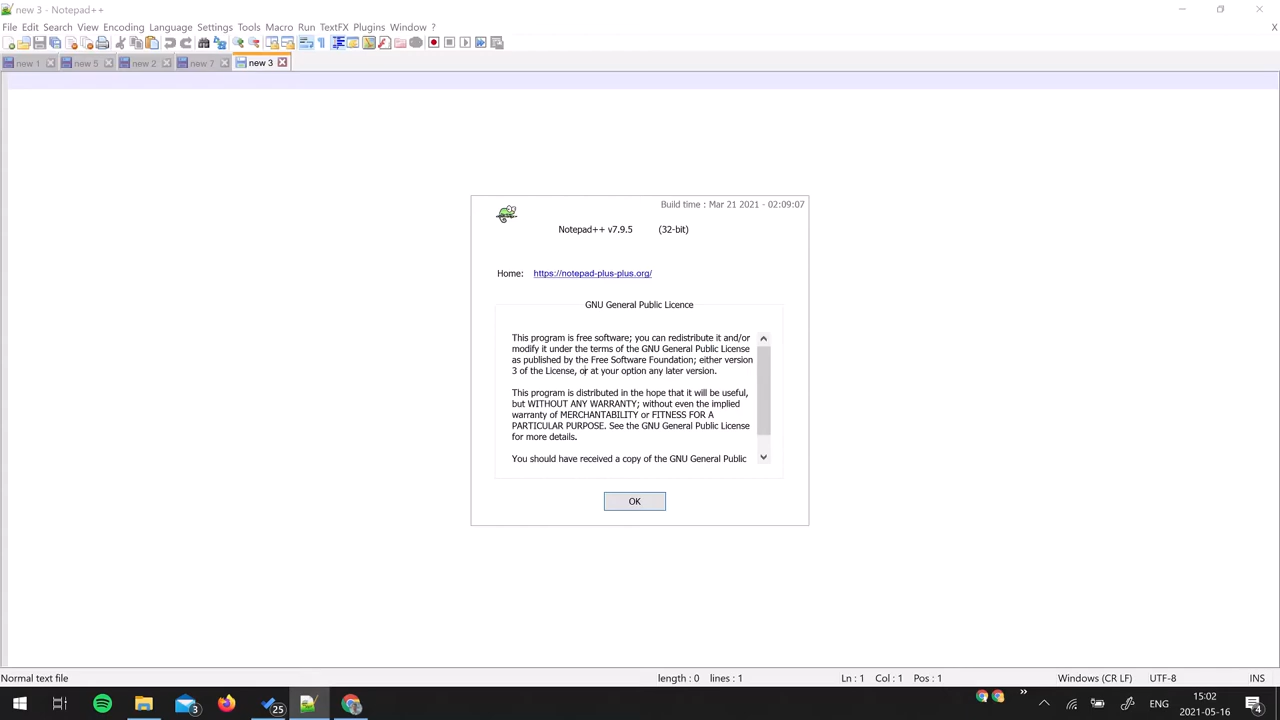 new 3 - Notepad++
File Edit Search View Encoding Language Settings Tools Macro Run TextFX Plugins Window ?
X
new 1
new 5
new 2
new 7
new 3
Build time : Mar 21 2021 - 02:09:07
Notepad++ v7.9.5 (32-bit)
Home: https://notepad-plus-plus.org/
GNU General Public Licence
This program is free software; you can redistribute it and/or
modify it under the terms of the GNU General Public License
as published by the Free Software Foundation; either version
3 of the License, or at your option any later version.
This program is distributed in the hope that it will be useful,
but WITHOUT ANY WARRANTY; without even the implied
warranty of MERCHANTABILITY or FITNESS FOR A
PARTICULAR PURPOSE. See the GNU General Public License
for more details.
You should have received a copy of the GNU General Public
OK
Normal text file
length : 0 lines : 1
Ln : 1 Col : 1 Pos : 1
Windows (CR LF)
UTF-8
INS
3
25
ENG
15:02
2021-05-16
4